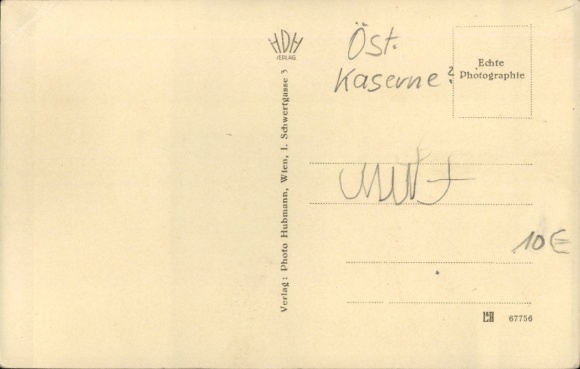 HDH
VERLAG
Öst.
Kaserne ?
Echte
Photographie
Verlag: Photo Hubmann, Wien, I. Schwertgasse 3
10 €
67756